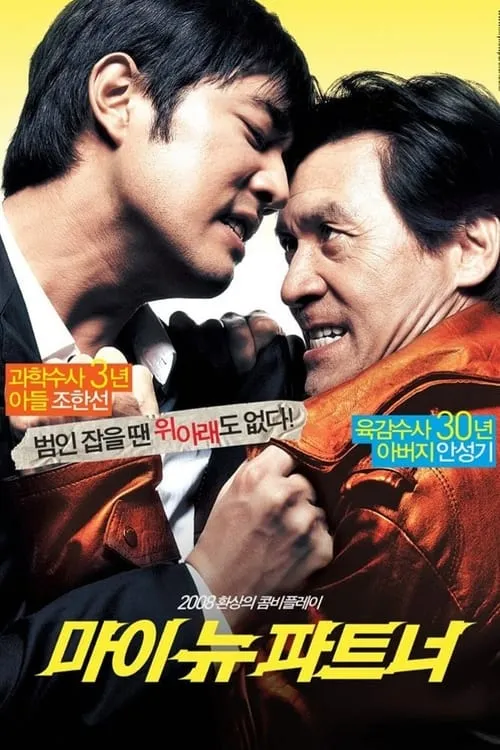 과학수사 3년
아들 조한선
범인 잡을 땐 위아래도 없다!
육감수사 30년
아버지 안성기
2008 환상의 콤비플레이
마이 뉴 파트너